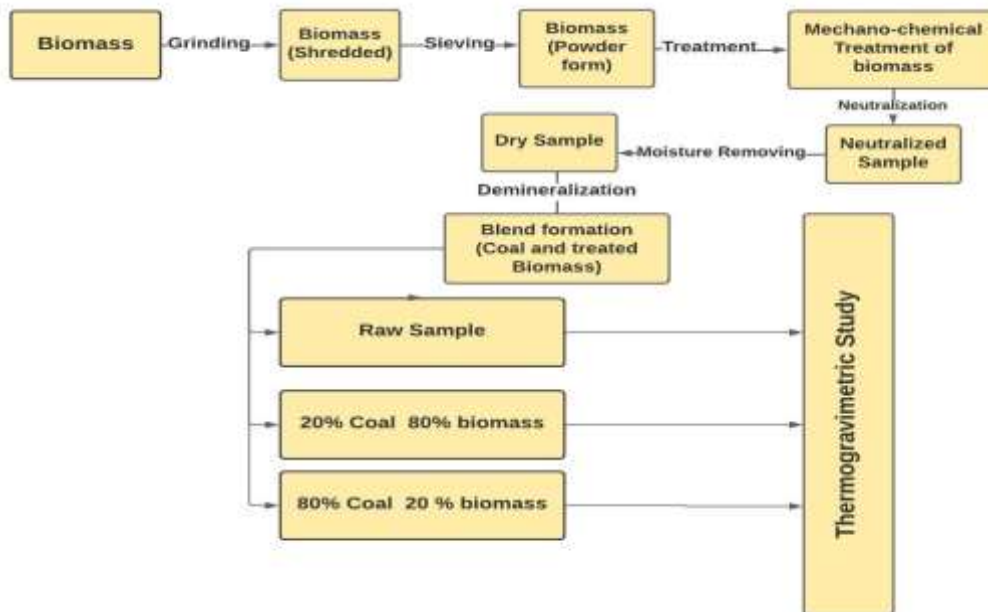 Biomass
Grinding
Biomass
(Shredded)
Sieving
Biomass
(Powder
form)
Treatment
Mechano-chemical
Treatment of
biomass
Neutralization
Neutralized
Sample
Moisture Removing
Dry Sample
Demineralization
Blend formation
(Coal and treated
Biomass)
Raw Sample
20% Coal 80% biomass
80% Coal 20 % biomass
Thermogravimetric Study